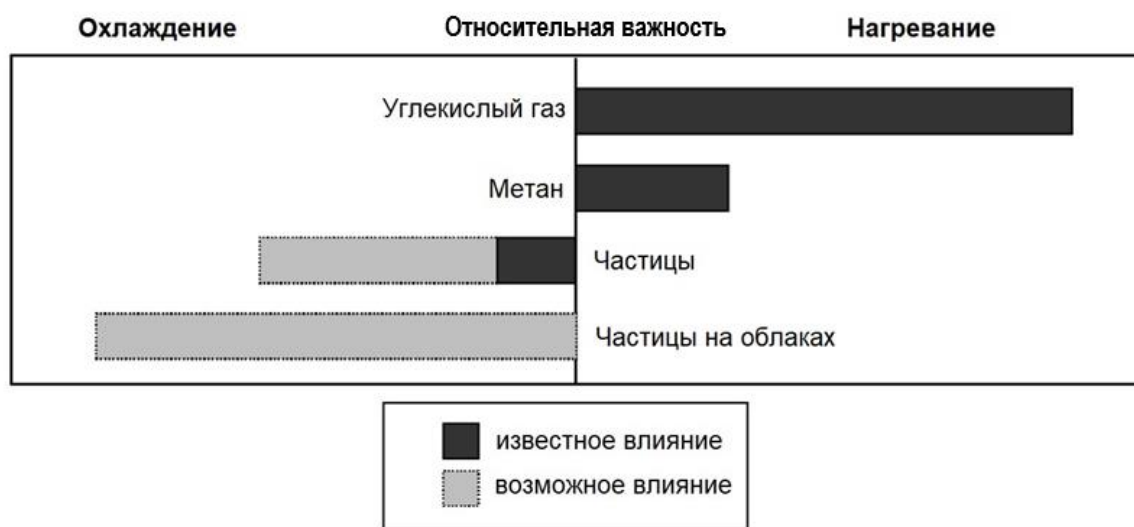 Охлаждение
Относительная важность
Нагревание
Углекислый газ
Метан
Частицы
Частицы на облаках
известное влияние
возможное влияние